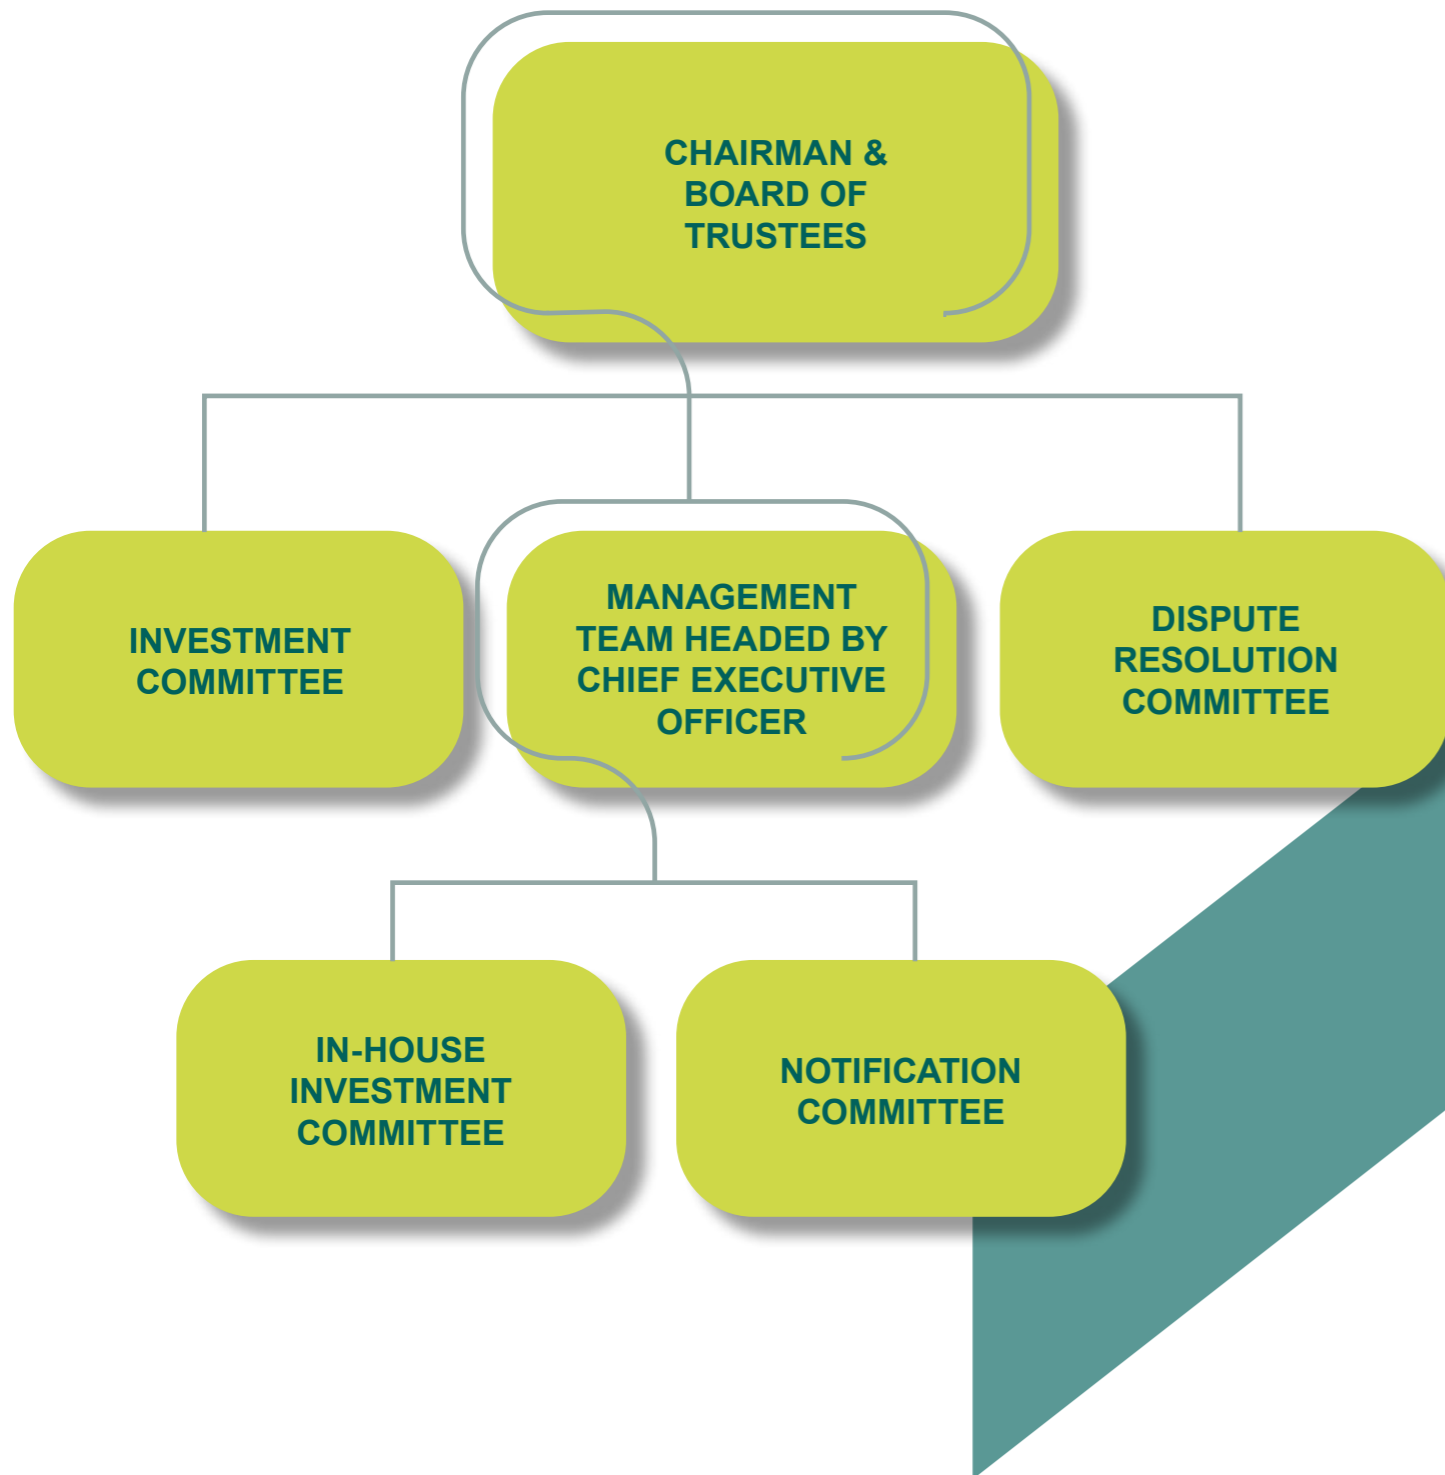 CHAIRMAN &
BOARD OF
TRUSTEES
INVESTMENT
COMMITTEE
MANAGEMENT
TEAM HEADED BY
CHIEF EXECUTIVE
OFFICER
DISPUTE
RESOLUTION
COMMITTEE
IN-HOUSE
INVESTMENT
COMMITTEE
NOTIFICATION
COMMITTEE